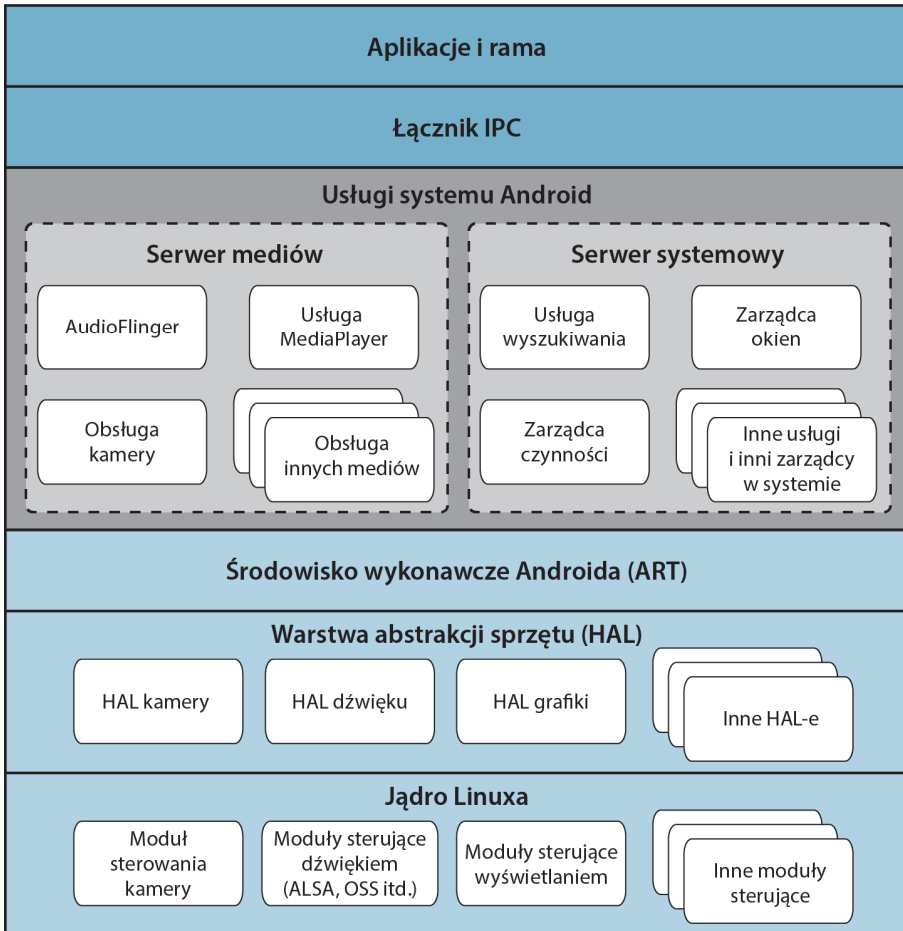 Aplikacje i rama
Łącznik IPC
Usługi systemu Android
Serwer mediów
AudioFlinger
Usługa
MediaPlayer
Obsługa
kamery
Obsługa
innych mediów
Serwer systemowy
Usługa
wyszukiwania
Zarządca
okien
Zarządca
czynności
Inne usługi
i inni zarządcy
w systemie
Środowisko wykonawcze Androida (ART)
Warstwa abstrakcji sprzętu (HAL)
HAL kamery
HAL dźwięku
HAL grafiki
Inne HAL-e
Jądro Linuxa
Moduł
sterowania
kamery
Moduły sterujące
dźwiękiem
(ALSA, OSS itd.)
Moduły sterujące
wyświetlaniem
Inne moduły
sterujące